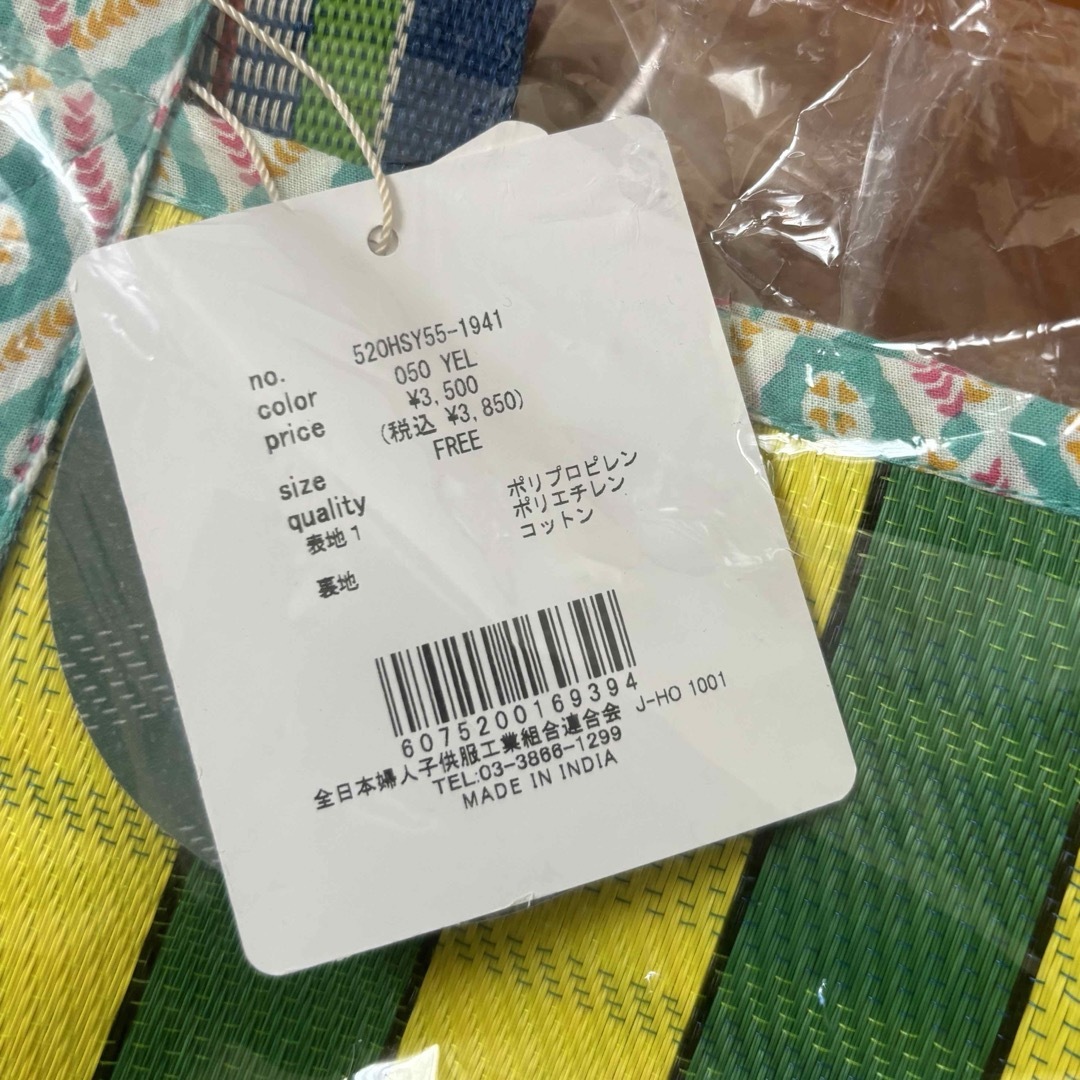 no. 520HSY55-1941
color 050 YEL
price ¥3,500
(税込 ¥3,850)
size FREE
quality
表地1 ポリプロピレン
ポリエチレン
裏地 コットン
6075200169394
全日本婦人子供服工業組合連合会 J-HO 1001
TEL:03-3866-1299
MADE IN INDIA